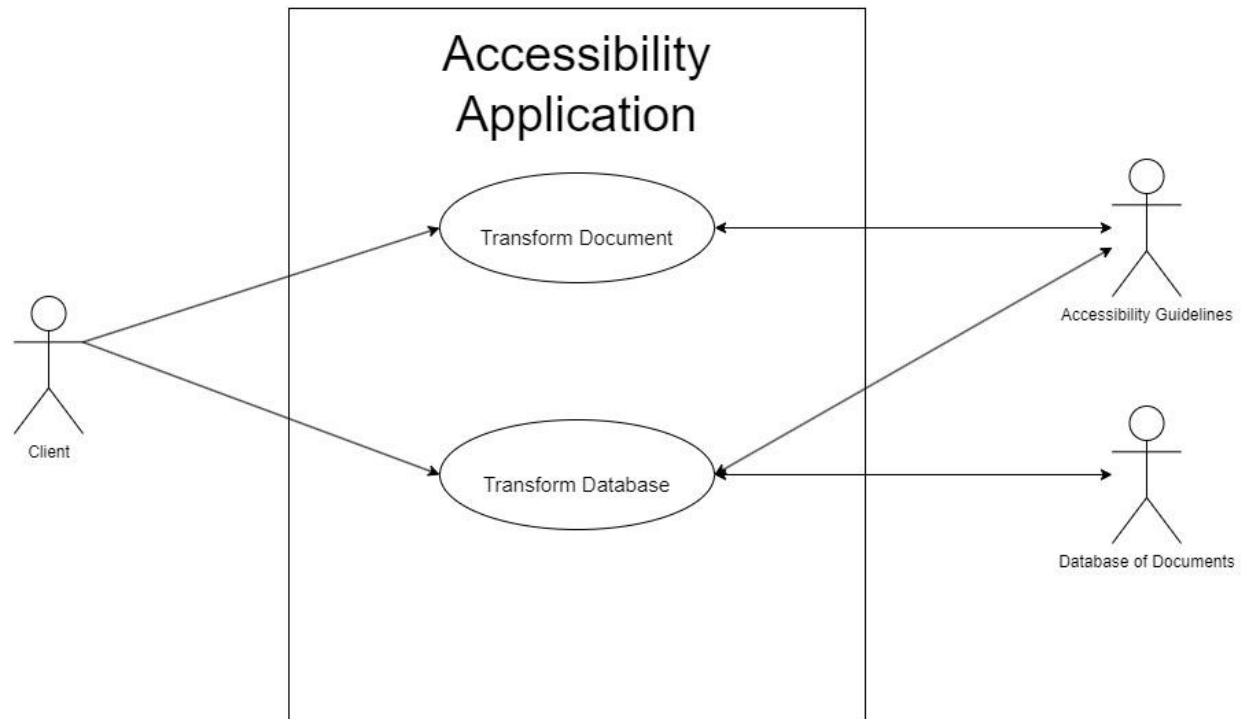 Accessibility
Application
Transform Document
Accessibility Guidelines
Client
Transform Database
Database of Documents